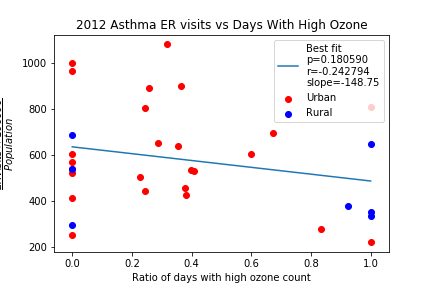 2012 Asthma ER visits vs Days With High Ozone
Best fit
p=0.180590
r=-0.242794
slope=-148.75
Urban
Rural
1000
800
600
400
200
Population
0.0 0.2 0.4 0.6 0.8 1.0
Ratio of days with high ozone count